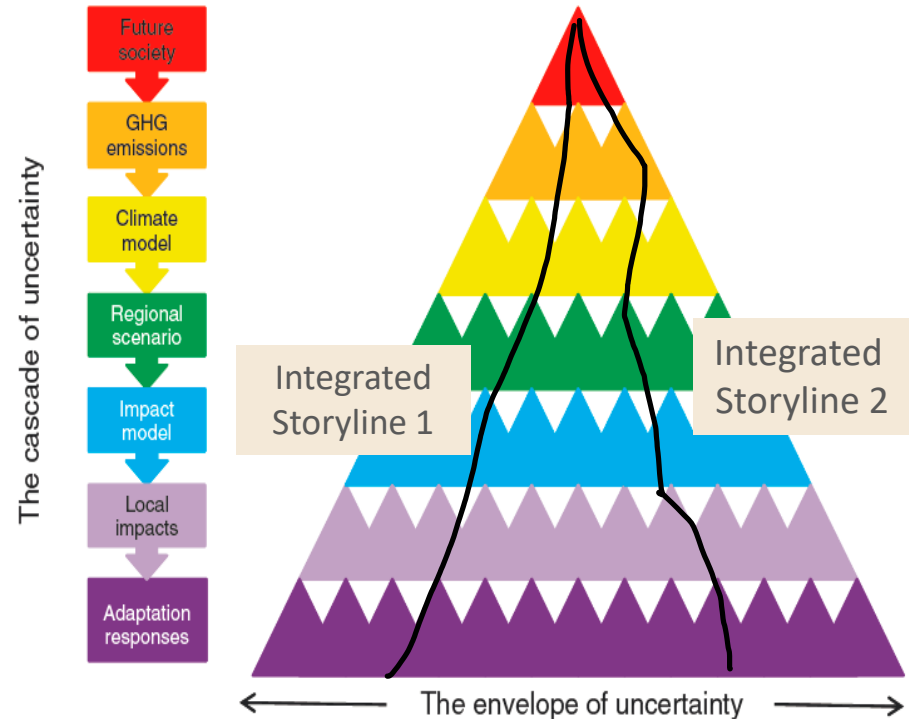 The cascade of uncertainty
Future
society
GHG
emissions
Climate
model
Regional
scenario
Impact
model
Local
impacts
Adaptation
responses
Integrated
Storyline 1
Integrated
Storyline 2
The envelope of uncertainty